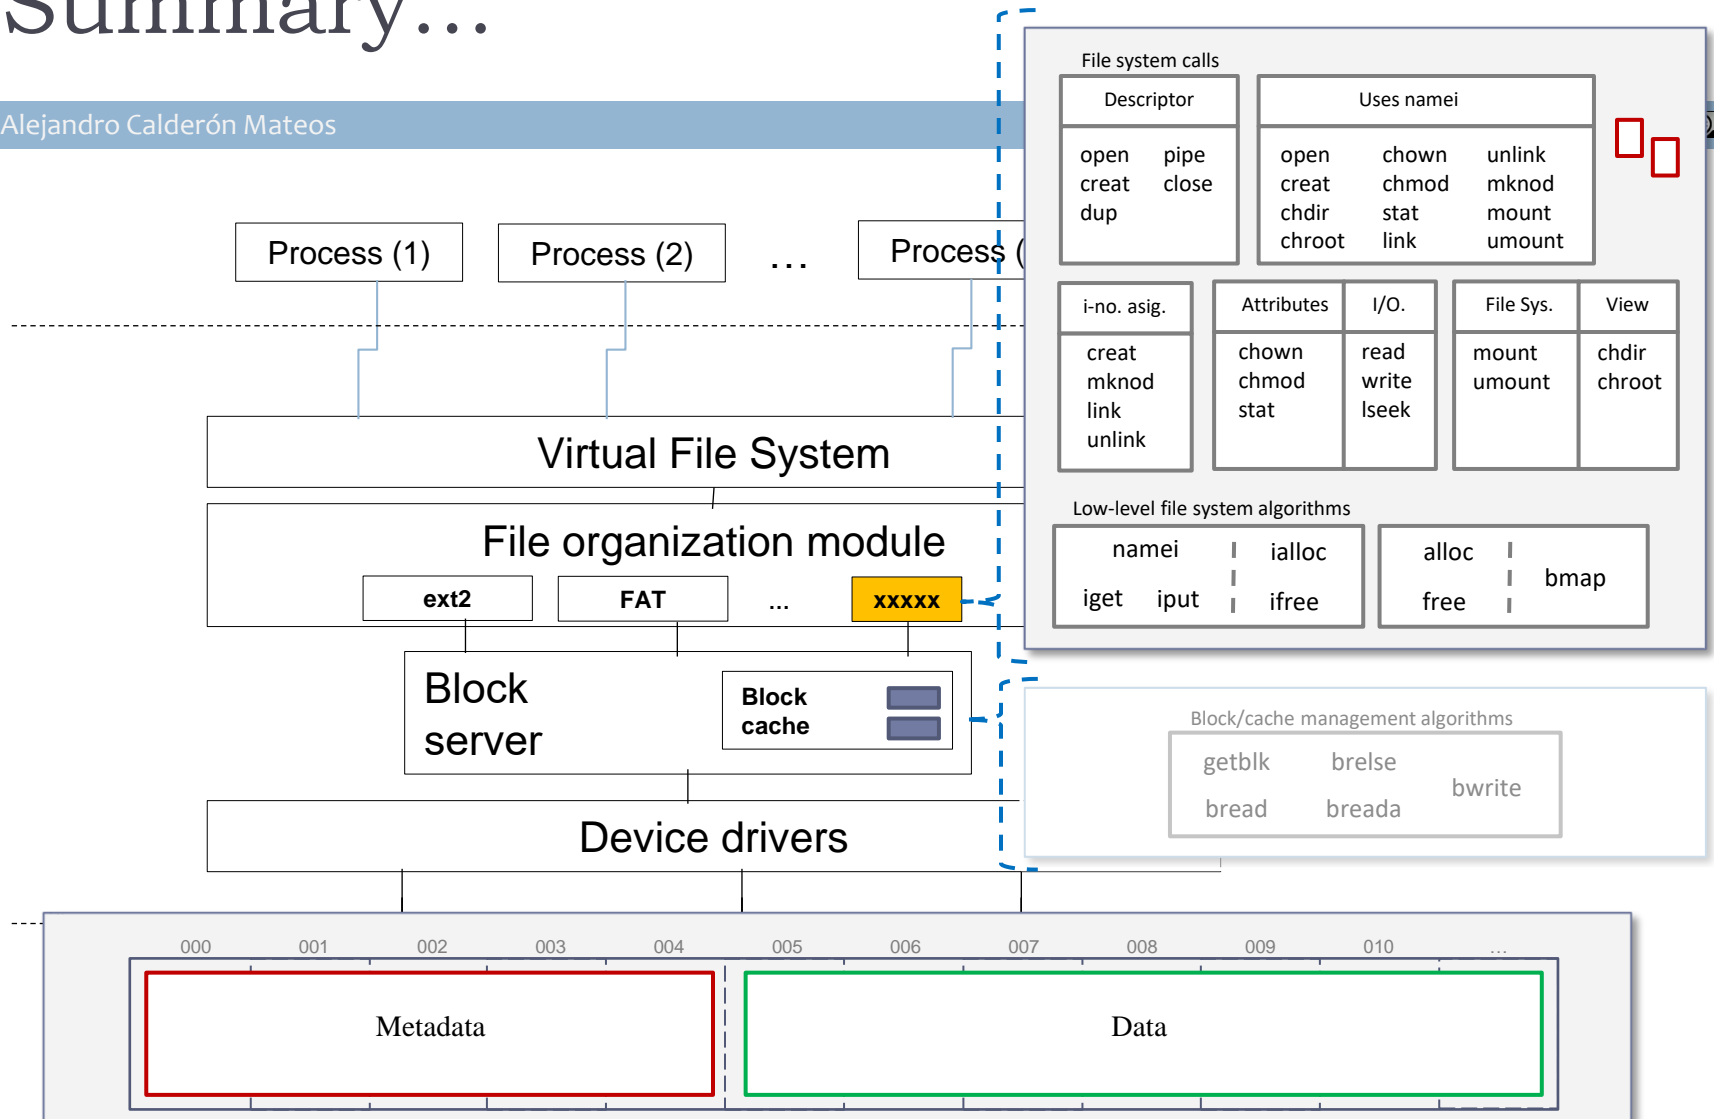 Summary…
Alejandro Calderón Mateos
Process (1)
Process (2)
…
Process (
Virtual File System
File organization module
ext2
FAT
...
xxxxx
Block
server
Block
cache
Device drivers
File system calls
Descriptor
open pipe
creat close
dup
Uses namei
open chown unlink
creat chmod mknod
chdir stat mount
chroot link umount
i-no. asig.
creat
mknod
link
unlink
Attributes
chown
chmod
stat
I/O.
read
write
lseek
File Sys.
mount
umount
View
chdir
chroot
Low-level file system algorithms
namei
iget iput
ialloc
ifree
alloc
free
bmap
Block/cache management algorithms
getblk brelse
bwrite
bread breada
000 001 002 003 004 005 006 007 008 009 010 …
Metadata
Data